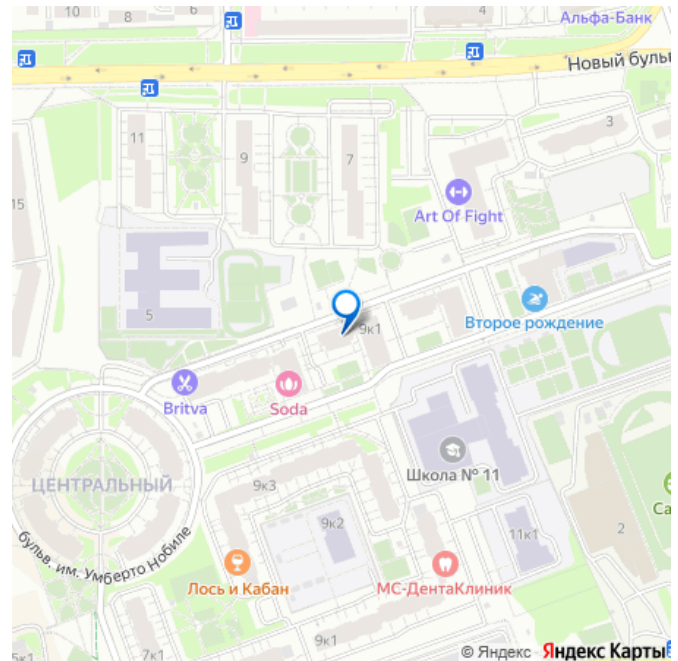 10
8
6
4
Альфа-Банк
Новый бульв
11
9
7
3
15
Art Of Fight
5
9к1
Второе рождение
Britva
Soda
Школа № 11
ЦЕНТРАЛЬНЫЙ
9к3
9к2
11к1
2
Са
бульв. им. Умберто Нобиле
Лось и Кабан
МС-ДентаКлиник
7к1
9к1
© Яндекс Яндекс Карты